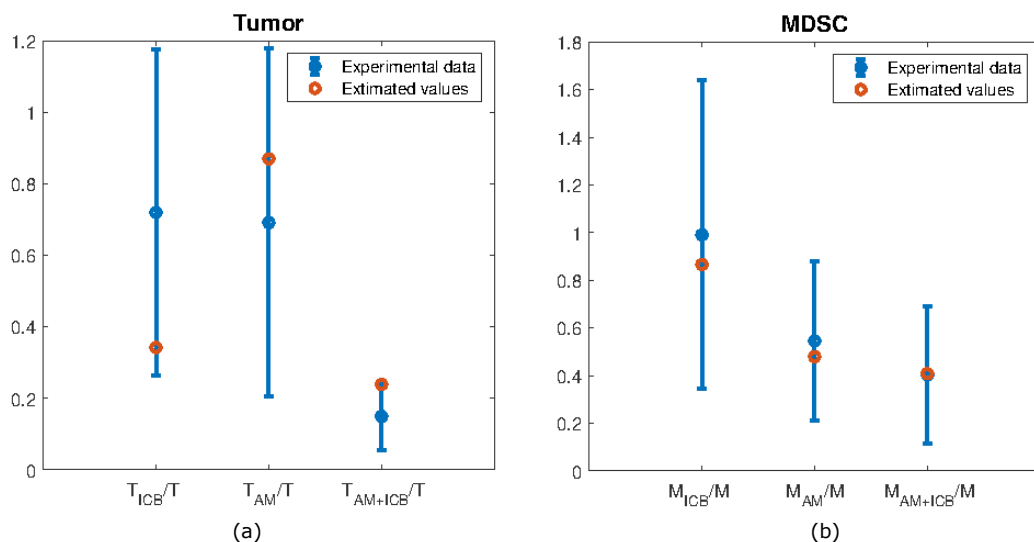 Tumor
1.2
1
0.8
0.6
0.4
0.2
0
Experimental data
Extimated values
T_ICB/T
T_AM/T
T_AM+ICB/T
(a)
MDSC
1.8
1.6
1.4
1.2
1
0.8
0.6
0.4
0.2
0
Experimental data
Extimated values
M_ICB/M
M_AM/M
M_AM+ICB/M
(b)